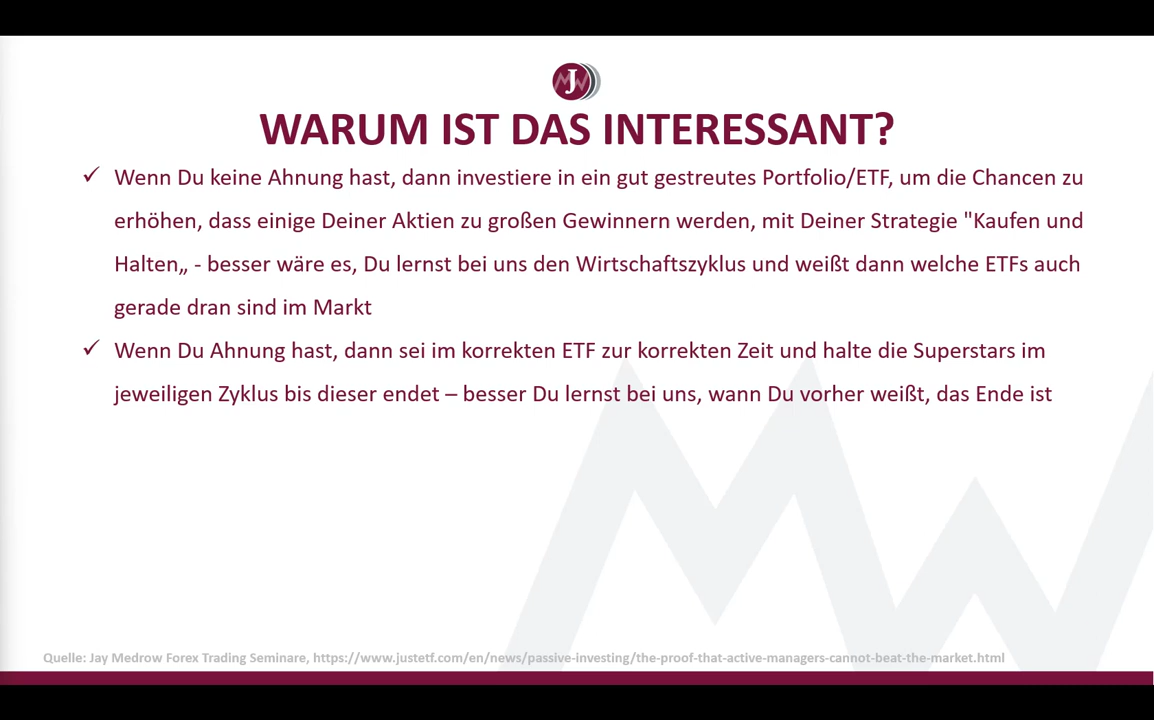 J
WARUM IST DAS INTERESSANT?
✓ Wenn Du keine Ahnung hast, dann investiere in ein gut gestreutes Portfolio/ETF, um die Chancen zu
erhöhen, dass einige Deiner Aktien zu großen Gewinnern werden, mit Deiner Strategie "Kaufen und
Halten„ - besser wäre es, Du lernst bei uns den Wirtschaftszyklus und weißt dann welche ETFs auch
gerade dran sind im Markt
✓ Wenn Du Ahnung hast, dann sei im korrekten ETF zur korrekten Zeit und halte die Superstars im
jeweiligen Zyklus bis dieser endet – besser Du lernst bei uns, wann Du vorher weißt, das Ende ist
Quelle: Jay Medrow Forex Trading Seminare, https://www.justetf.com/en/news/passive-investing/the-proof-that-active-managers-cannot-beat-the-market.html